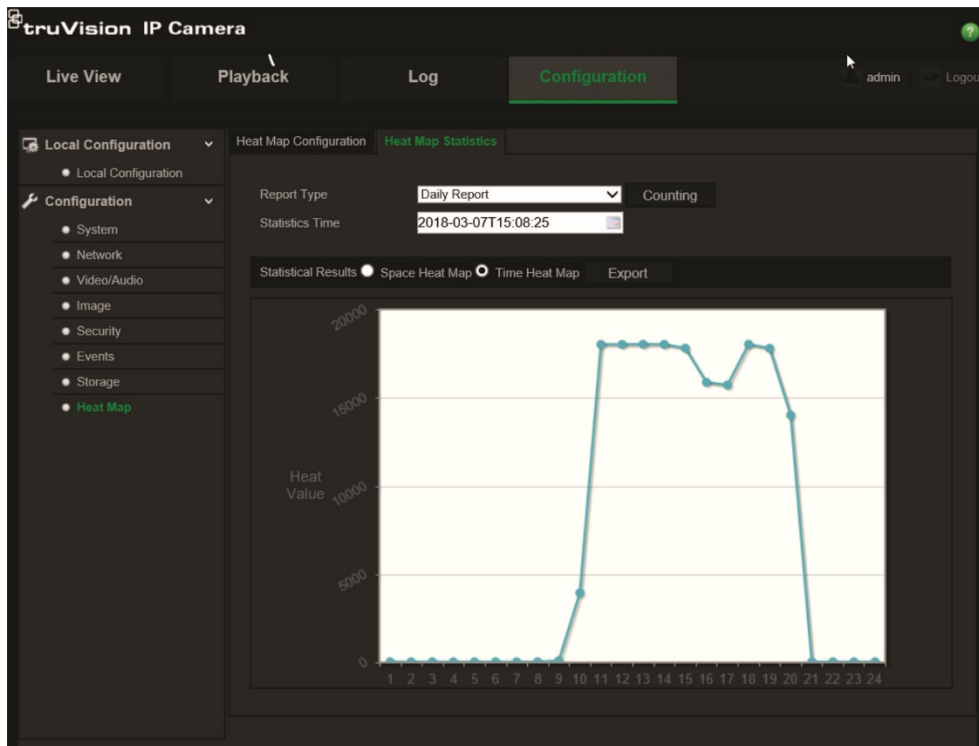 truVision IP Camera
?
Live View Playback Log Configuration admin Logou
Local Configuration
Local Configuration
Configuration
System
Network
Video/Audio
Image
Security
Events
Storage
Heat Map
Heat Map Configuration Heat Map Statistics
Report Type Daily Report Counting
Statistics Time 2018-03-07T15:08:25
Statistical Results Space Heat Map Time Heat Map Export
20000
15000
Heat
Value
10000
5000
0
1 2 3 4 5 6 7 8 9 10 11 12 13 14 15 16 17 18 19 20 21 22 23 24